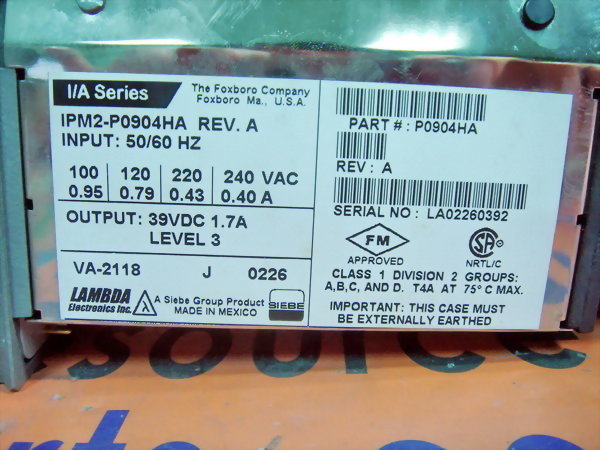 I/A Series
The Foxboro Company
Foxboro Ma., U.S.A.
IPM2-P0904HA REV. A
INPUT: 50/60 HZ
100 120 220 240 VAC
0.95 0.79 0.43 0.40 A
OUTPUT: 39VDC 1.7A
LEVEL 3
VA-2118 J 0226
LAMBDA
Electronics Inc.
A Siebe Group Product
MADE IN MEXICO
SIEBE
PART # : P0904HA
REV : A
SERIAL NO : LA02260392
FM
APPROVED
SA
NRTL/C
CLASS 1 DIVISION 2 GROUPS:
A,B,C, AND D. T4A AT 75° C MAX.
IMPORTANT: THIS CASE MUST
BE EXTERNALLY EARTHED
source